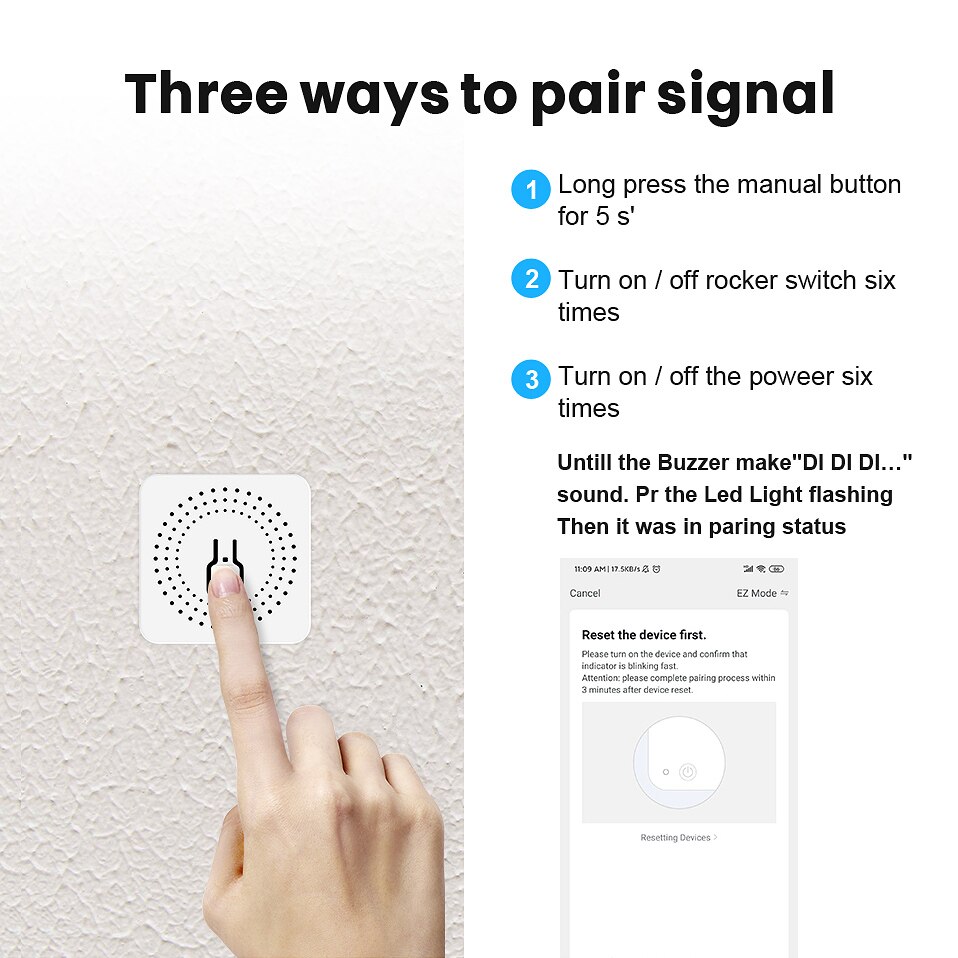 Three ways to pair signal
1 Long press the manual button
for 5 s'
2 Turn on / off rocker switch six
times
3 Turn on / off the poweer six
times
Untill the Buzzer make"DI DI DI…"
sound. Pr the Led Light flashing
Then it was in paring status
11:09 AM | 17.5KB/s
Cancel EZ Mode
Reset the device first.
Please turn on the device and confirm that
indicator is blinking fast.
Attention: please complete pairing process within
3 minutes after device reset.
Resetting Devices >